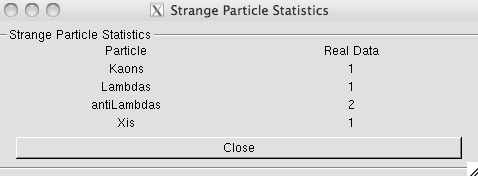 Strange Particle Statistics
Strange Particle Statistics
Particle Real Data
Kaons 1
Lambdas 1
antiLambdas 2
Xis 1
Close